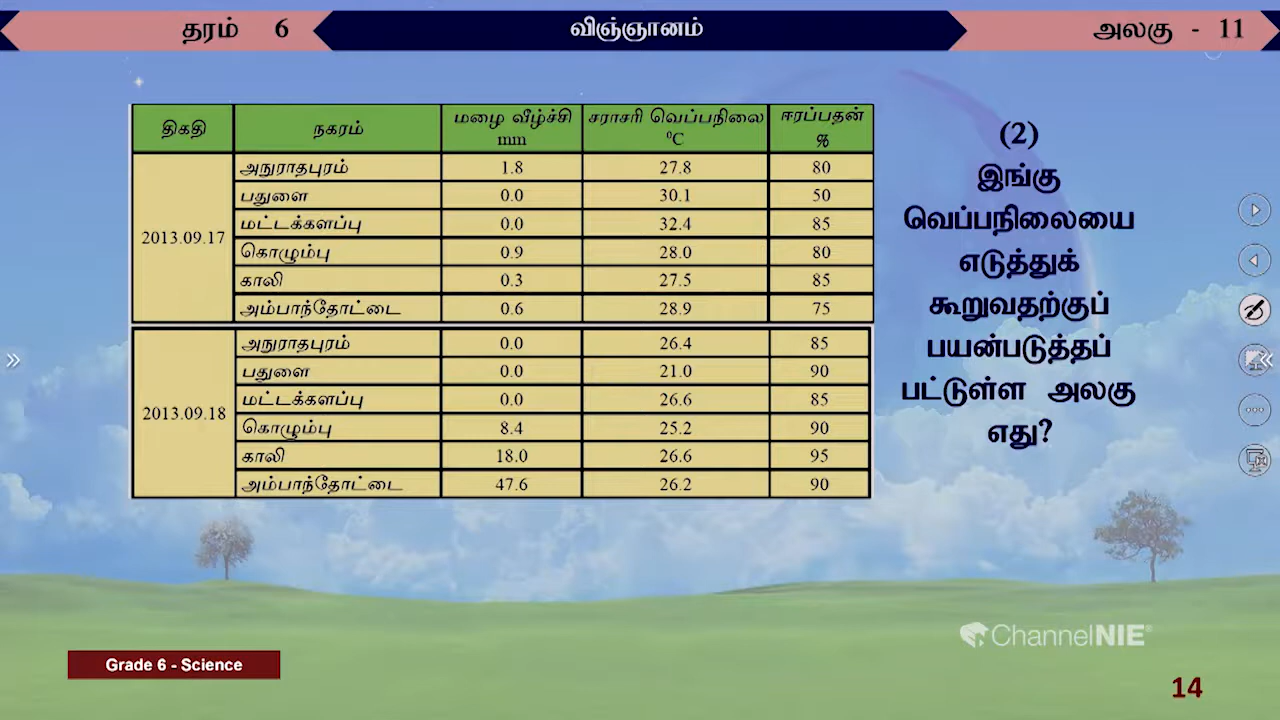 தரம் 6
விஞ்ஞானம்
அலகு - 11
திகதி நகரம் மழை வீழ்ச்சி mm சராசரி வெப்பநிலை ⁰C ஈரப்பதன் %
2013.09.17
அநுராதபுரம் 1.8 27.8 80
பதுளை 0.0 30.1 50
மட்டக்களப்பு 0.0 32.4 85
கொழும்பு 0.9 28.0 80
காலி 0.3 27.5 85
அம்பாந்தோட்டை 0.6 28.9 75
2013.09.18
அநுராதபுரம் 0.0 26.4 85
பதுளை 0.0 21.0 90
மட்டக்களப்பு 0.0 26.6 85
கொழும்பு 8.4 25.2 90
காலி 18.0 26.6 95
அம்பாந்தோட்டை 47.6 26.2 90
(2)
இங்கு
வெப்பநிலையை
எடுத்துக்
கூறுவதற்குப்
பயன்படுத்தப்
பட்டுள்ள அலகு
எது?
ChannelNIE
Grade 6 - Science
14